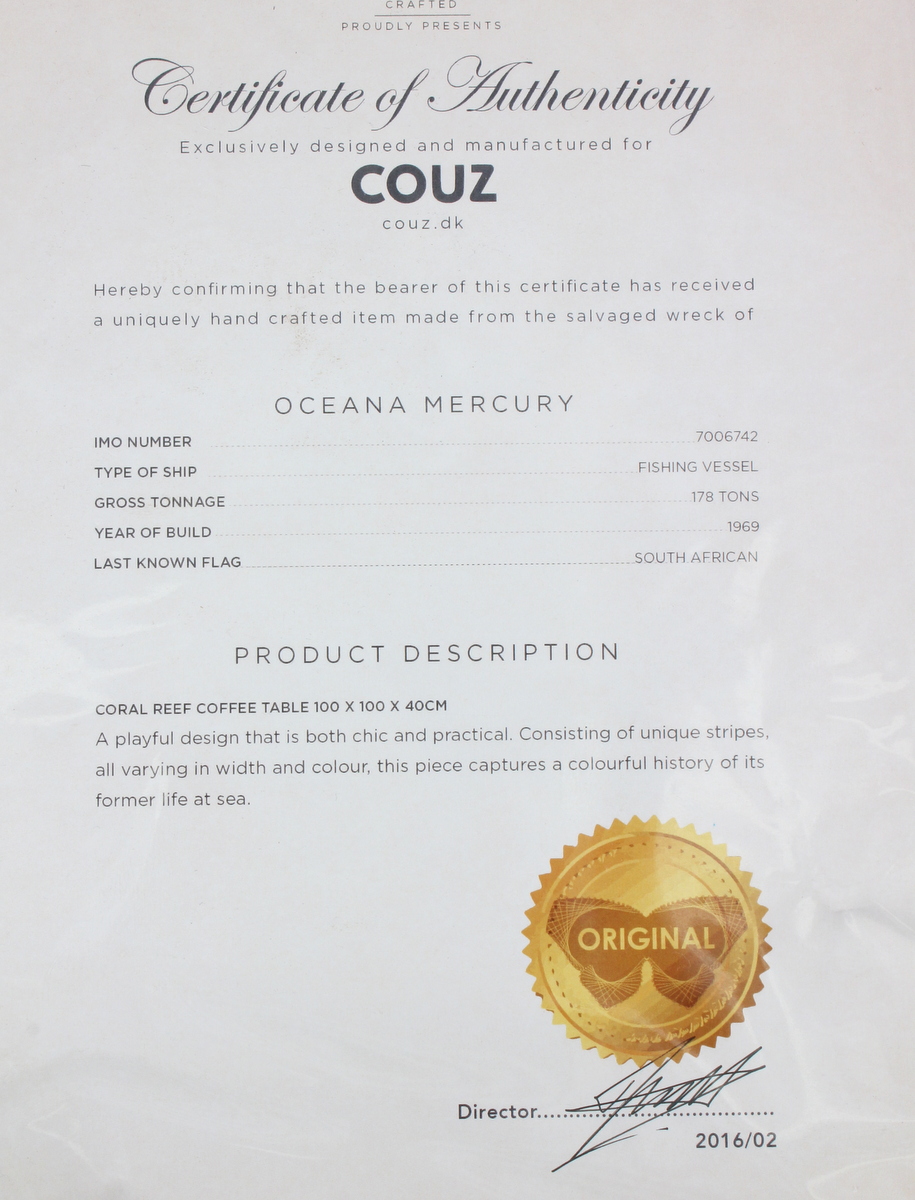 CRAFTED
PROUDLY PRESENTS
Certificate of Authenticity
Exclusively designed and manufactured for
COUZ
couz.dk
Hereby confirming that the bearer of this certificate has received
a uniquely hand crafted item made from the salvaged wreck of
OCEANA MERCURY
IMO NUMBER 7006742
TYPE OF SHIP FISHING VESSEL
GROSS TONNAGE 178 TONS
YEAR OF BUILD 1969
LAST KNOWN FLAG SOUTH AFRICAN
PRODUCT DESCRIPTION
CORAL REEF COFFEE TABLE 100 X 100 X 40CM
A playful design that is both chic and practical. Consisting of unique stripes,
all varying in width and colour, this piece captures a colourful history of its
former life at sea.
ORIGINAL
Director
2016/02